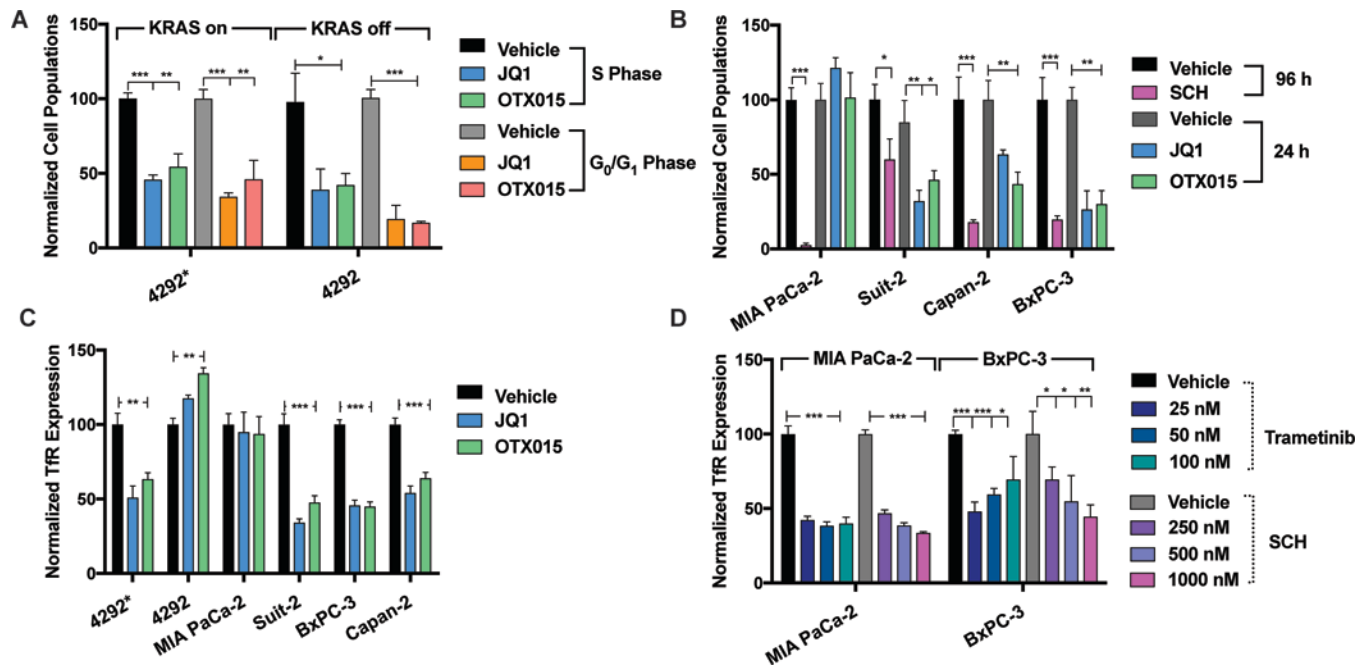 A
KRAS on
KRAS off
Normalized Cell Populations
150
100
50
0
*** **
*** **
*
***
4292*
4292
Vehicle
JQ1
OTX015
S Phase
Vehicle
JQ1
OTX015
G0/G1 Phase
B
Normalized Cell Populations
150
100
50
0
***
*
** *
***
**
***
**
MIA PaCa-2
Suit-2
Capan-2
BxPC-3
Vehicle
SCH
96 h
Vehicle
JQ1
OTX015
24 h
C
Normalized TfR Expression
150
100
50
0
**
**
***
***
***
4292*
4292
MIA PaCa-2
Suit-2
BxPC-3
Capan-2
Vehicle
JQ1
OTX015
D
MIA PaCa-2
BxPC-3
Normalized TfR Expression
150
100
50
0
***
***
*** *** *
* * **
MIA PaCa-2
BxPC-3
Vehicle
25 nM
50 nM
100 nM
Trametinib
Vehicle
250 nM
500 nM
1000 nM
SCH